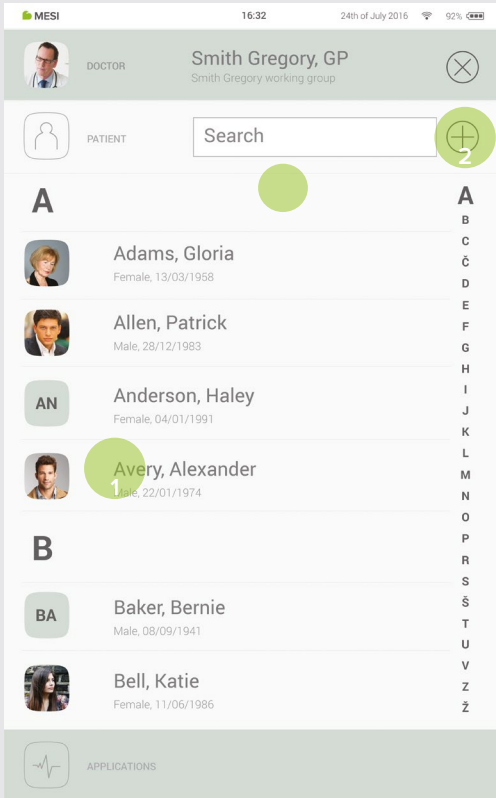 MESI 16:32 24th of July 2016 92%
DOCTOR Smith Gregory, GP
Smith Gregory working group
PATIENT Search
2
A
Adams, Gloria
Female, 13/03/1958
Allen, Patrick
Male, 28/12/1983
AN Anderson, Haley
Female, 04/01/1991
Avery, Alexander
1 Male, 22/01/1974
B
BA Baker, Bernie
Male, 08/09/1941
Bell, Katie
Female, 11/06/1986
A
B
C
Č
D
E
F
G
H
I
J
K
L
M
N
O
P
R
S
Š
T
U
V
Z
Ž
APPLICATIONS